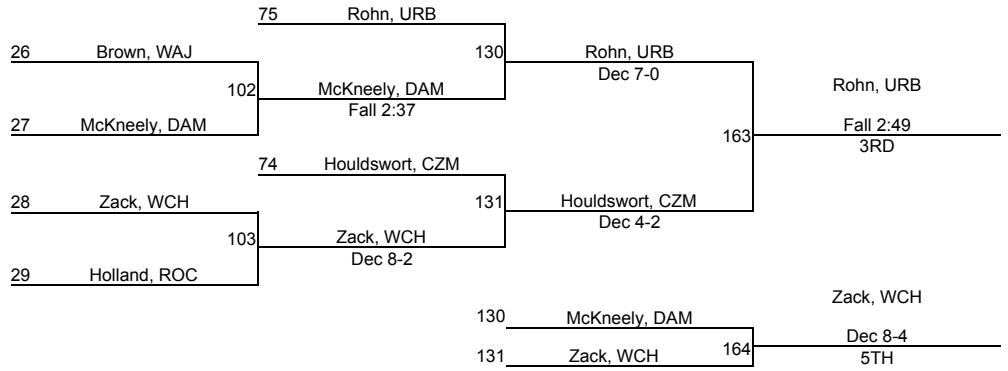 75 Rohn, URB
26 Brown, WAJ
130 Rohn, URB
Dec 7-0
Rohn, URB
102 McKneely, DAM
Fall 2:37
27 McKneely, DAM
163 Fall 2:49
3RD
74 Houldswort, CZM
28 Zack, WCH
131 Houldswort, CZM
Dec 4-2
103 Zack, WCH
Dec 8-2
29 Holland, ROC
Zack, WCH
130 McKneely, DAM
164 Dec 8-4
5TH
131 Zack, WCH